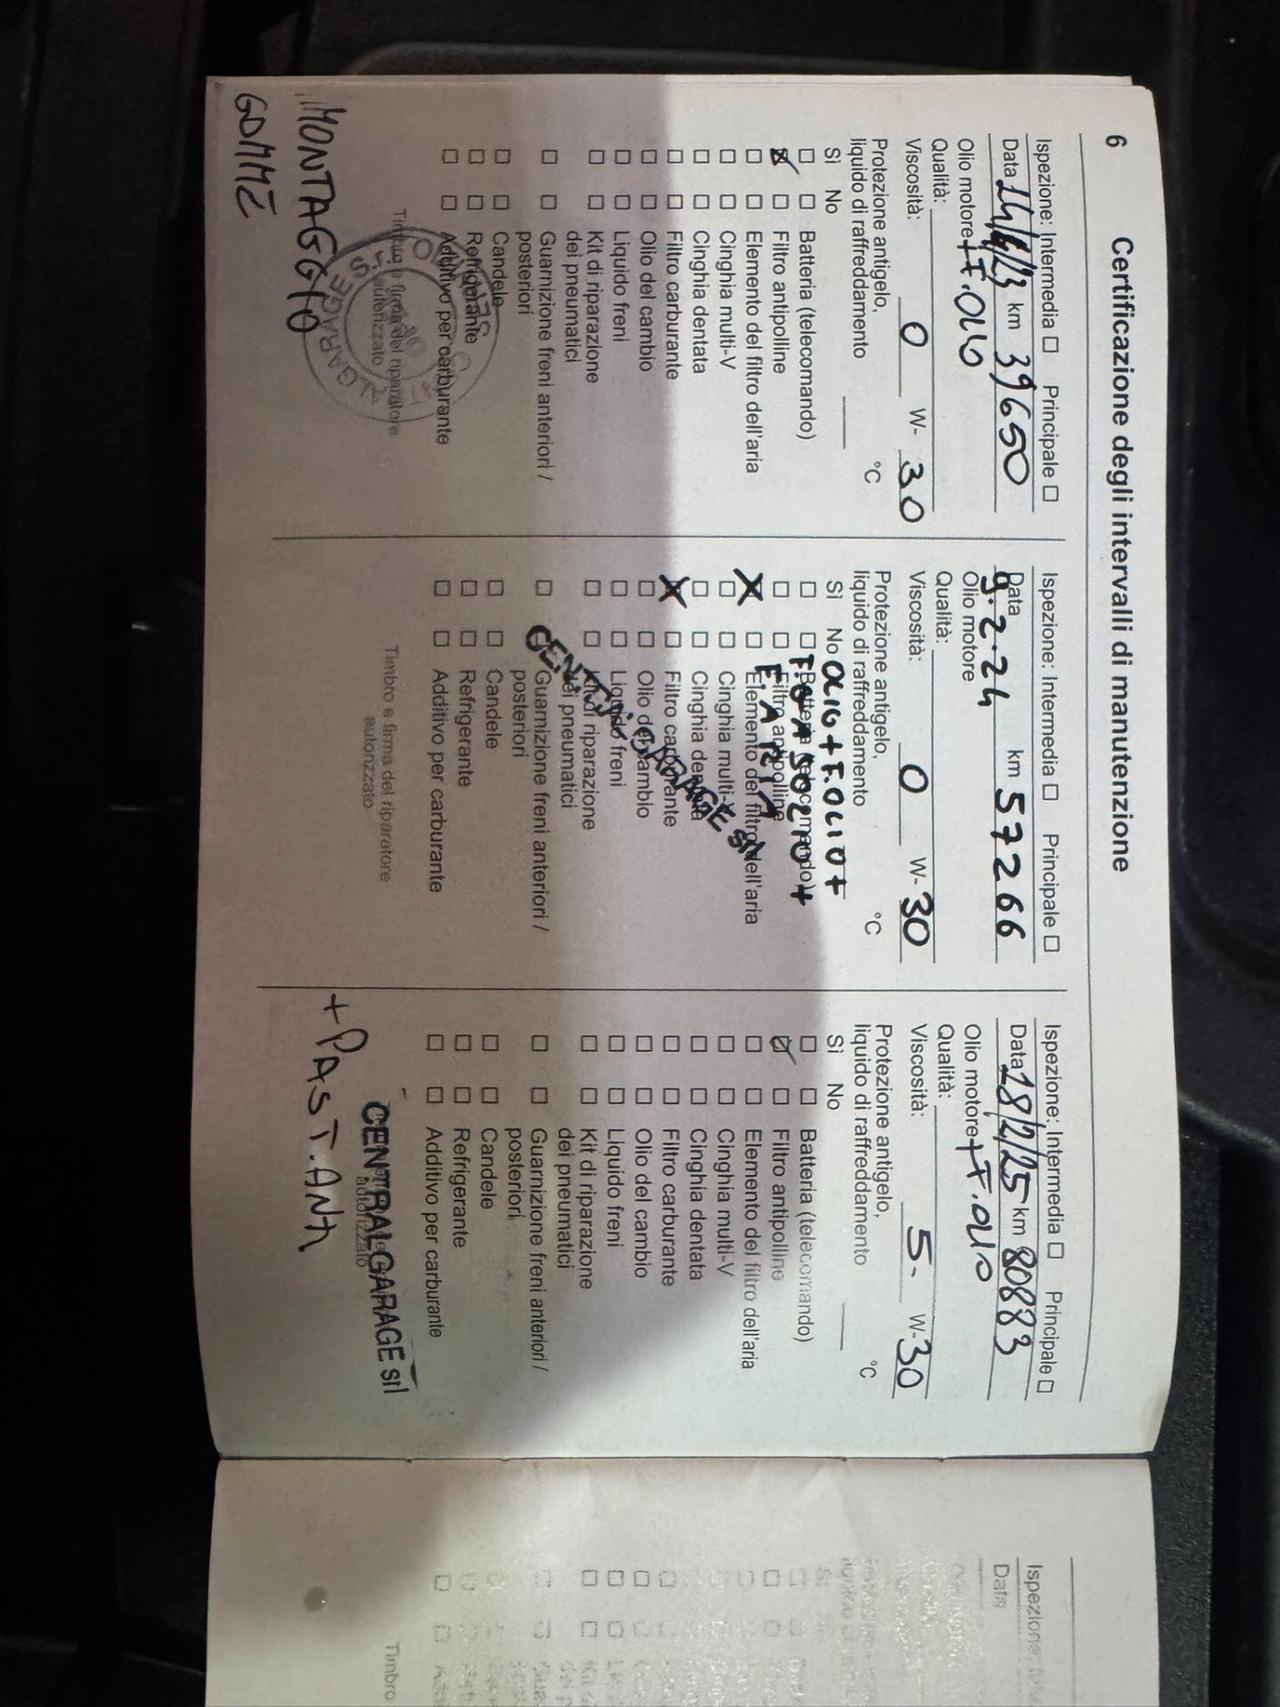 6 Certificazione degli intervalli di manutenzione
Ispezione: Intermedia ☐ Principale ☐
Data 14/6/23 km 39650
Olio motore +F.OLIO
Qualità:
Viscosità: 0 W- 30
Protezione antigelo,
liquido di raffreddamento °C
Sì No
☐ ☐ Batteria (telecomando)
☒ ☐ Filtro antipolline
☐ ☐ Elemento del filtro dell'aria
☐ ☐ Cinghia multi-V
☐ ☐ Cinghia dentata
☐ ☐ Filtro carburante
☐ ☐ Olio del cambio
☐ ☐ Liquido freni
☐ ☐ Kit di riparazione
dei pneumatici
☐ ☐ Guarnizione freni anteriori /
posteriori
☐ ☐ Candele
☐ ☐ Refrigerante
☐ ☐ Additivo per carburante
Timbro e firma del riparatore
autorizzato
MONTAGGIO
GOMME
Ispezione: Intermedia ☐ Principale ☐
Data 9.2.24 km 57266
Olio motore
Qualità:
Viscosità: 0 W- 30
Protezione antigelo,
liquido di raffreddamento °C
Sì No OLIO+F.OLIO+
☐ ☐ Batteria (telecomando)
☐ ☐ Filtro antipolline
F.ARIA
☒ ☐ Elemento del filtro dell'aria
☐ ☐ Cinghia multi-V
☐ ☐ Cinghia dentata
☒ ☐ Filtro carburante
☐ ☐ Olio del cambio
☐ ☐ Liquido freni
☐ ☐ Kit di riparazione
dei pneumatici
☐ ☐ Guarnizione freni anteriori /
posteriori
☐ ☐ Candele
☐ ☐ Refrigerante
☐ ☐ Additivo per carburante
GARAGE srl
Timbro e firma del riparatore
autorizzato
Ispezione: Intermedia ☐ Principale ☐
Data 18/2/25 km 80883
Olio motore +F.OLIO
Qualità:
Viscosità: 5- W- 30
Protezione antigelo,
liquido di raffreddamento °C
Sì No
☐ ☐ Batteria (telecomando)
☑ ☐ Filtro antipolline
☐ ☐ Elemento del filtro dell'aria
☐ ☐ Cinghia multi-V
☐ ☐ Cinghia dentata
☐ ☐ Filtro carburante
☐ ☐ Olio del cambio
☐ ☐ Liquido freni
☐ ☐ Kit di riparazione
dei pneumatici
☐ ☐ Guarnizione freni anteriori /
posteriori
☐ ☐ Candele
☐ ☐ Refrigerante
☐ ☐ Additivo per carburante
CENTRALGARAGE srl
autorizzato
+ PAST. ANT.
Ispezione:
Data
Timbro